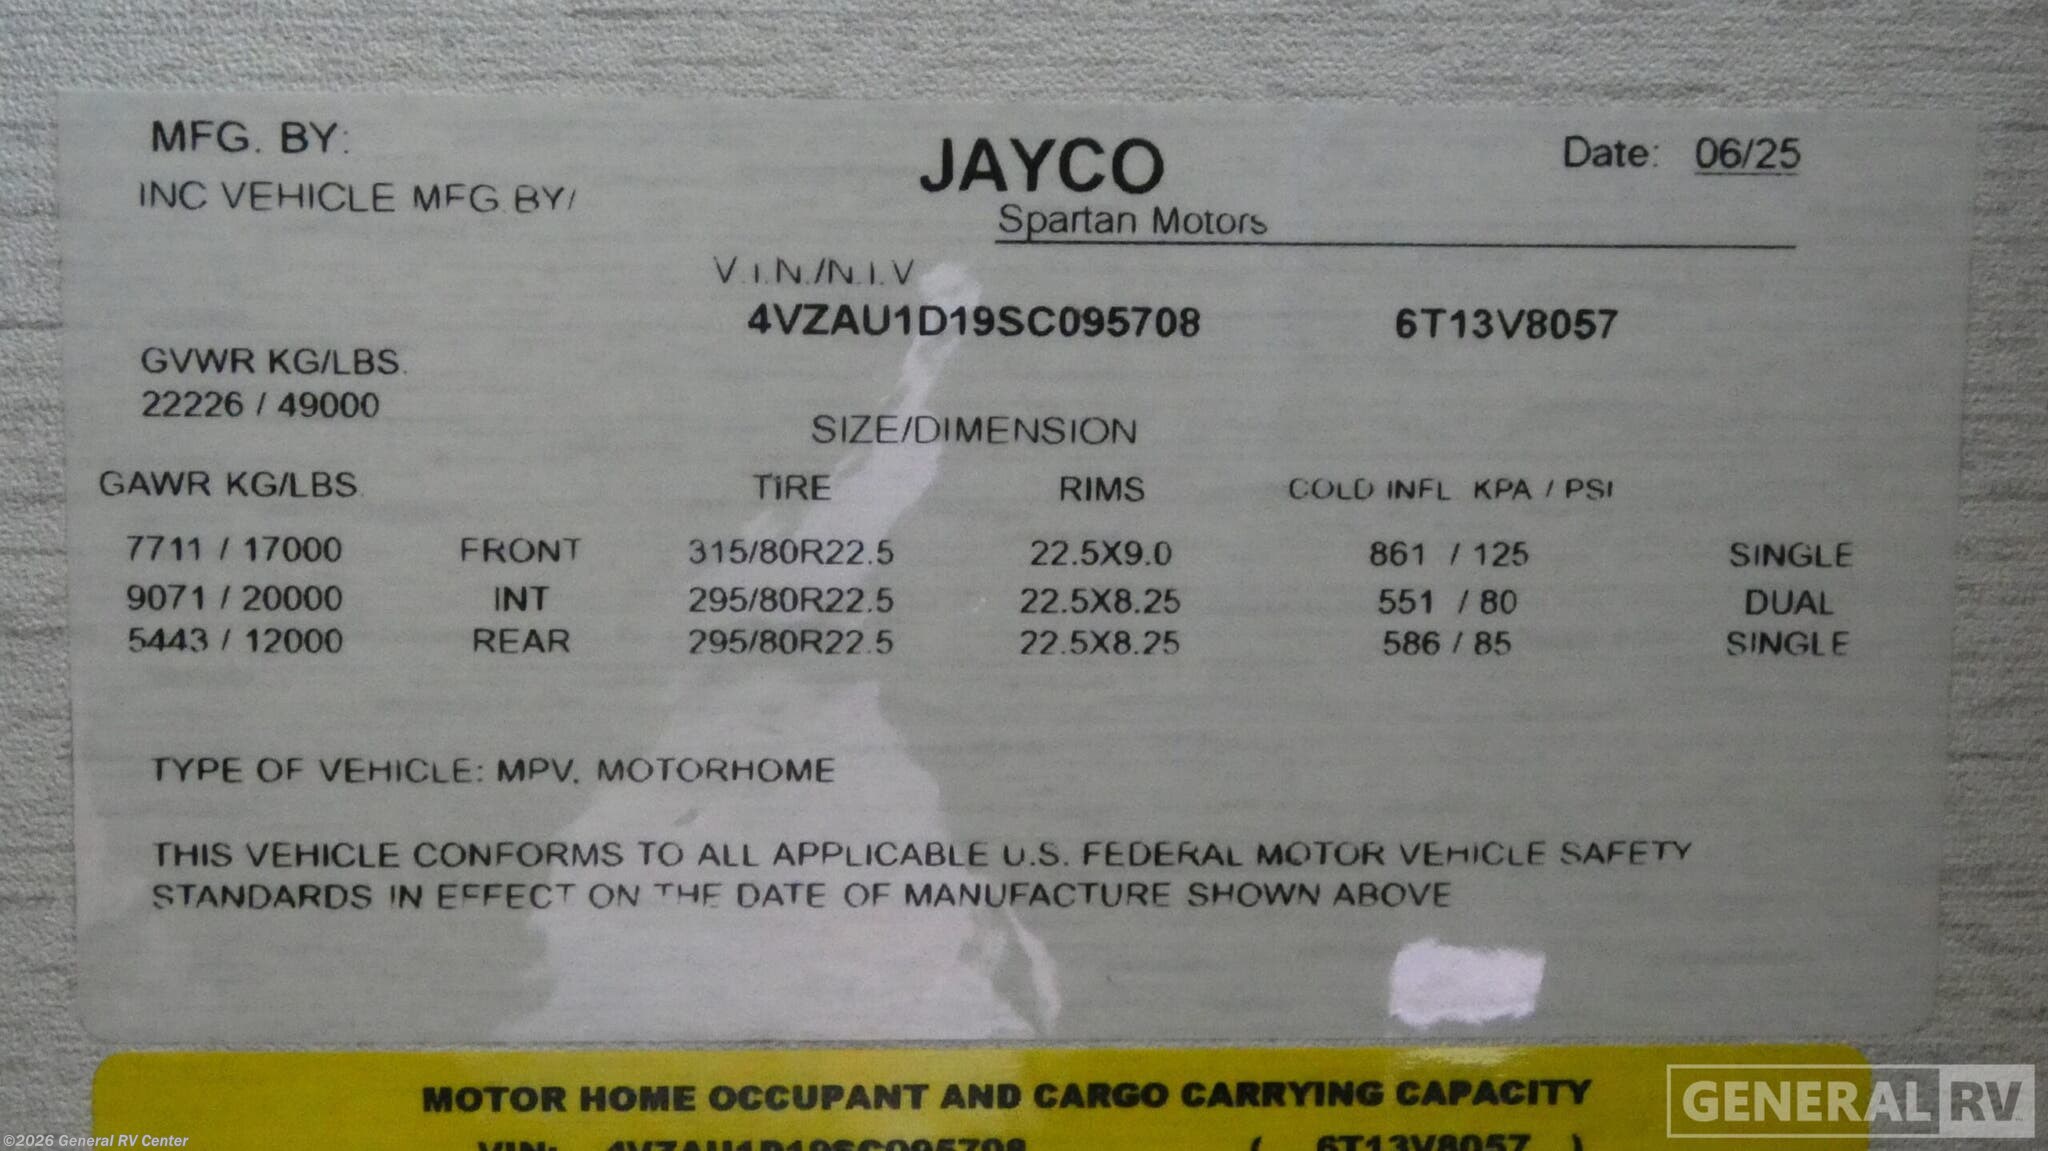 MFG. BY:
JAYCO
Date: 06/25
INC VEHICLE MFG BY/
Spartan Motors
V.I.N./N.I.V
4VZAU1D19SC095708 6T13V8057
GVWR KG/LBS.
22226 / 49000
SIZE/DIMENSION
GAWR KG/LBS TIRE RIMS COLD INFL KPA / PSI
7711 / 17000 FRONT 315/80R22.5 22.5X9.0 861 / 125 SINGLE
9071 / 20000 INT 295/80R22.5 22.5X8.25 551 / 80 DUAL
5443 / 12000 REAR 295/80R22.5 22.5X8.25 586 / 85 SINGLE
TYPE OF VEHICLE: MPV, MOTORHOME
THIS VEHICLE CONFORMS TO ALL APPLICABLE U.S. FEDERAL MOTOR VEHICLE SAFETY
STANDARDS IN EFFECT ON THE DATE OF MANUFACTURE SHOWN ABOVE
MOTOR HOME OCCUPANT AND CARGO CARRYING CAPACITY
VIN: 4VZAU1D19SC095708 ( 6T13V8057 )
GENERAL RV
©2026 General RV Center